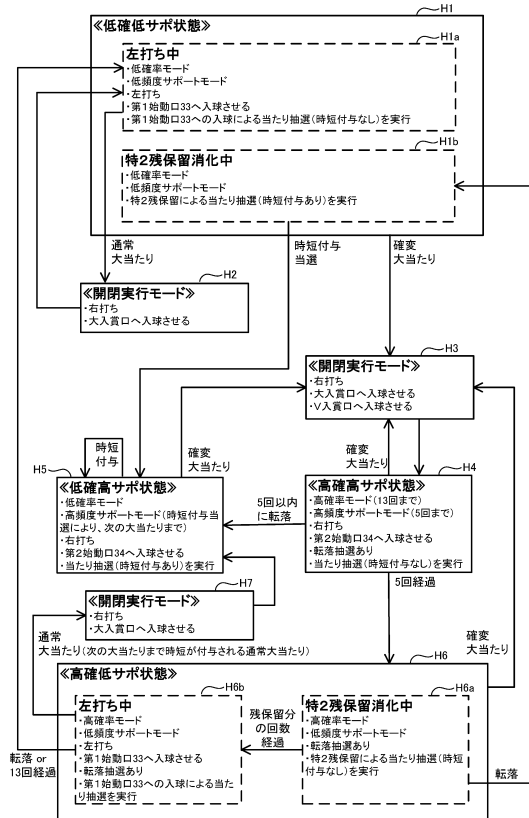 H1
≪低確低サポ状態≫
H1a
左打ち中
・低確率モード
・低頻度サポートモード
・左打ち
・第1始動口33へ入球させる
・第1始動口33への入球による当たり抽選(時短付与なし)を実行
H1b
特2残保留消化中
・低確率モード
・低頻度サポートモード
・特2残保留による当たり抽選(時短付与あり)を実行
通常
大当たり
時短付与
当選
確変
大当たり
H2
≪開閉実行モード≫
・右打ち
・大入賞口へ入球させる
H3
≪開閉実行モード≫
・右打ち
・大入賞口へ入球させる
・V入賞口へ入球させる
時短
付与
確変
大当たり
確変
大当たり
H5
≪低確高サポ状態≫
・低確率モード
・高頻度サポートモード(時短付与当
選により、次の大当たりまで)
・右打ち
・第2始動口34へ入球させる
・当たり抽選(時短付与あり)を実行
5回以内
に転落
H4
≪高確高サポ状態≫
・高確率モード(13回まで)
・高頻度サポートモード(5回まで)
・右打ち
・第2始動口34へ入球させる
・転落抽選あり
・当たり抽選(時短付与なし)を実行
H7
≪開閉実行モード≫
・右打ち
・大入賞口へ入球させる
5回経過
通常
大当たり(次の大当たりまで時短が付与される通常大当たり)
確変
大当たり
H6
≪高確低サポ状態≫
H6b
左打ち中
・高確率モード
・低頻度サポートモード
・左打ち
・第1始動口33へ入球させる
・転落抽選あり
・第1始動口33への入球による当た
り抽選を実行
残保留分
の回数
経過
H6a
特2残保留消化中
・高確率モード
・低頻度サポートモード
・転落抽選あり
・特2残保留による当たり抽選(時短
付与なし)を実行
転落 or
13回経過
転落